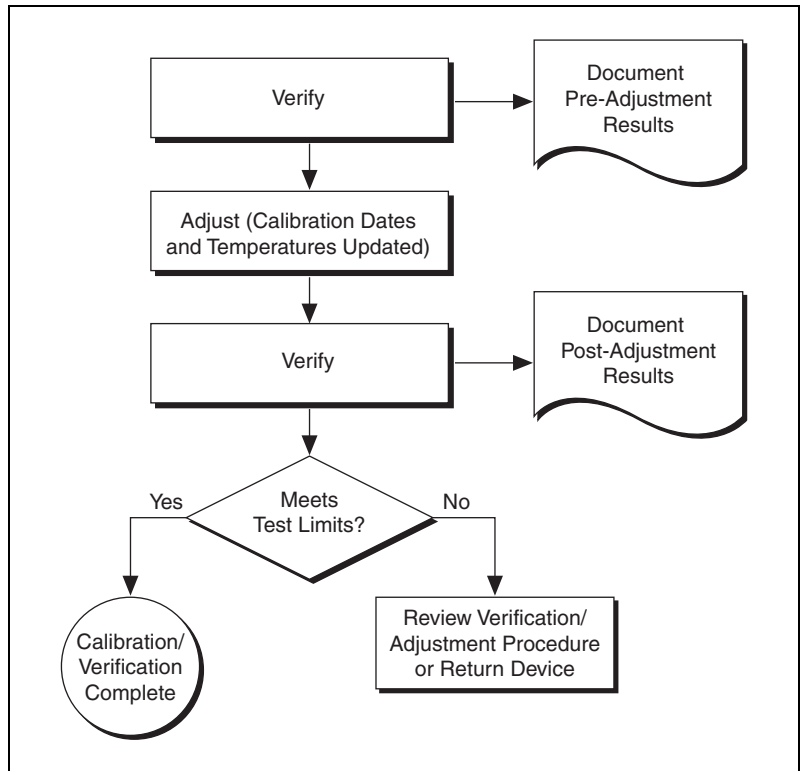 Verify
Document
Pre-Adjustment
Results
Adjust (Calibration Dates
and Temperatures Updated)
Verify
Document
Post-Adjustment
Results
Yes
Meets
Test Limits?
No
Calibration/
Verification
Complete
Review Verification/
Adjustment Procedure
or Return Device